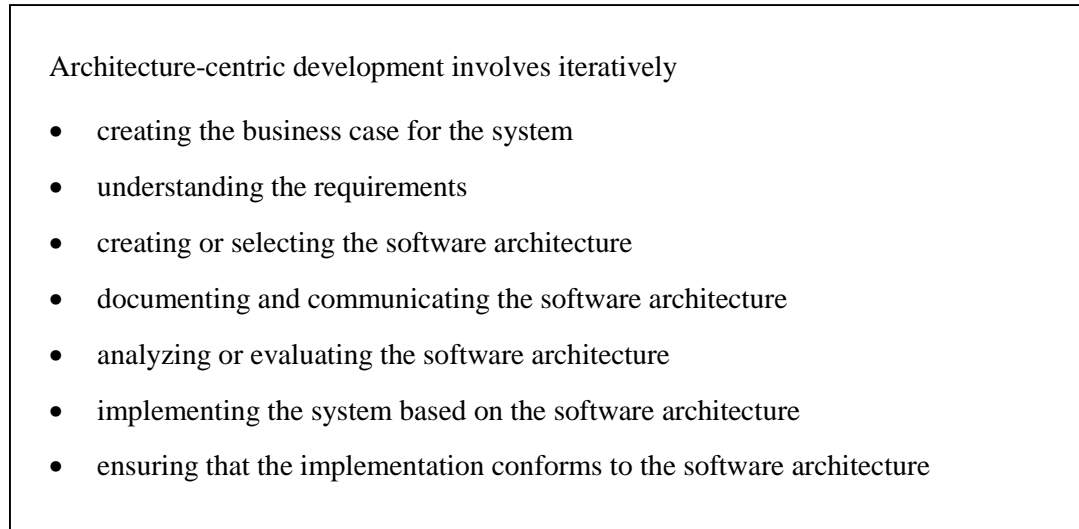 Architecture-centric development involves iteratively
• creating the business case for the system
• understanding the requirements
• creating or selecting the software architecture
• documenting and communicating the software architecture
• analyzing or evaluating the software architecture
• implementing the system based on the software architecture
• ensuring that the implementation conforms to the software architecture